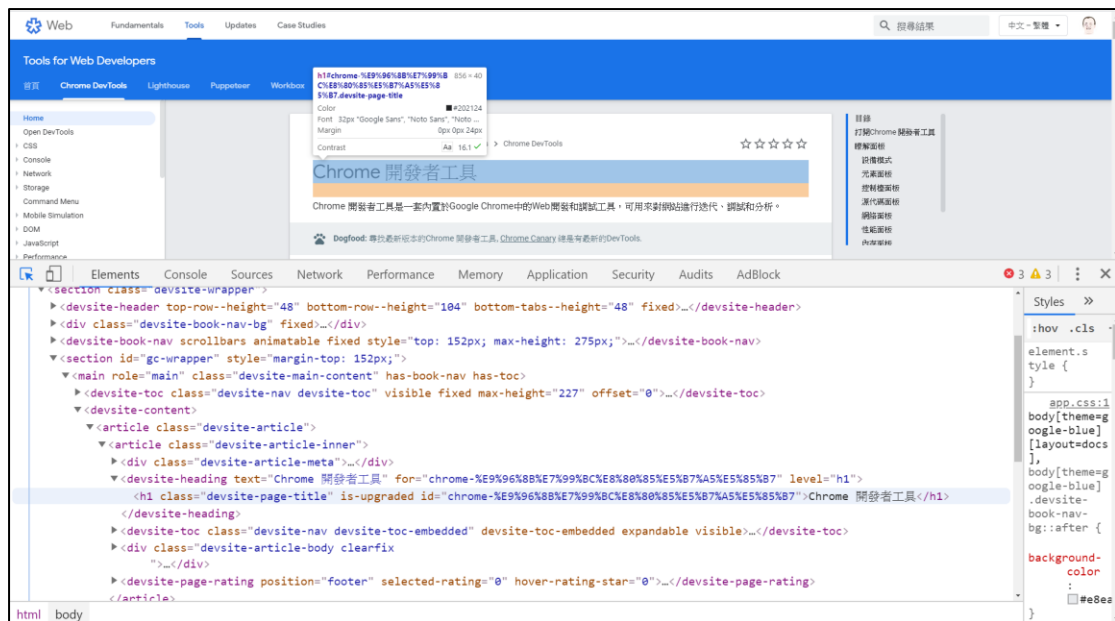 Web Fundamentals Tools Updates Case Studies 搜尋結果 中文 – 繁體
Tools for Web Developers
首頁 Chrome DevTools Lighthouse Puppeteer Workbox
h1#chrome-%E9%96%8B%E7%99%B 856 × 40
C%E8%80%85%E5%B7%A5%E5%8
5%B7.devsite-page-title
Color #202124
Font 32px "Google Sans", "Noto Sans", "Noto ...
Margin 0px 0px 24px
Contrast Aa 16.1 ✓
Home
Open DevTools
CSS
Console
Network
Storage
Command Menu
Mobile Simulation
DOM
JavaScript
Performance
> Chrome DevTools
Chrome 開發者工具
Chrome 開發者工具是一套內置於Google Chrome中的Web開發和調試工具，可用來對網站進行迭代、調試和分析。
Dogfood: 尋找最新版本的Chrome 開發者工具, Chrome Canary 總是有最新的DevTools.
目錄
打開Chrome 開發者工具
瞭解面板
設備模式
元素面板
控制檯面板
源代碼面板
網絡面板
性能面板
內存面板
Elements Console Sources Network Performance Memory Application Security Audits AdBlock 3 3
<section class="devsite-wrapper">
<devsite-header top-row--height="48" bottom-row--height="104" bottom-tabs--height="48" fixed>…</devsite-header>
<div class="devsite-book-nav-bg" fixed>…</div>
<devsite-book-nav scrollbars animatable fixed style="top: 152px; max-height: 275px;">…</devsite-book-nav>
<section id="gc-wrapper" style="margin-top: 152px;">
<main role="main" class="devsite-main-content" has-book-nav has-toc>
<devsite-toc class="devsite-nav devsite-toc" visible fixed max-height="227" offset="0">…</devsite-toc>
<devsite-content>
<article class="devsite-article">
<article class="devsite-article-inner">
<div class="devsite-article-meta">…</div>
<devsite-heading text="Chrome 開發者工具" for="chrome-%E9%96%8B%E7%99%BC%E8%80%85%E5%B7%A5%E5%85%B7" level="h1">
<h1 class="devsite-page-title" is-upgraded id="chrome-%E9%96%8B%E7%99%BC%E8%80%85%E5%B7%A5%E5%85%B7">Chrome 開發者工具</h1>
</devsite-heading>
<devsite-toc class="devsite-nav devsite-toc-embedded" devsite-toc-embedded expandable visible>…</devsite-toc>
<div class="devsite-article-body clearfix
">…</div>
<devsite-page-rating position="footer" selected-rating="0" hover-rating-star="0">…</devsite-page-rating>
</article>
html body
Styles »
:hov .cls
element.s
tyle {
}
app.css:1
body[theme=g
oogle-blue]
[layout=docs
],
body[theme=g
oogle-blue]
.devsite-
book-nav-
bg::after {
background-
color
:
#e8ea
}